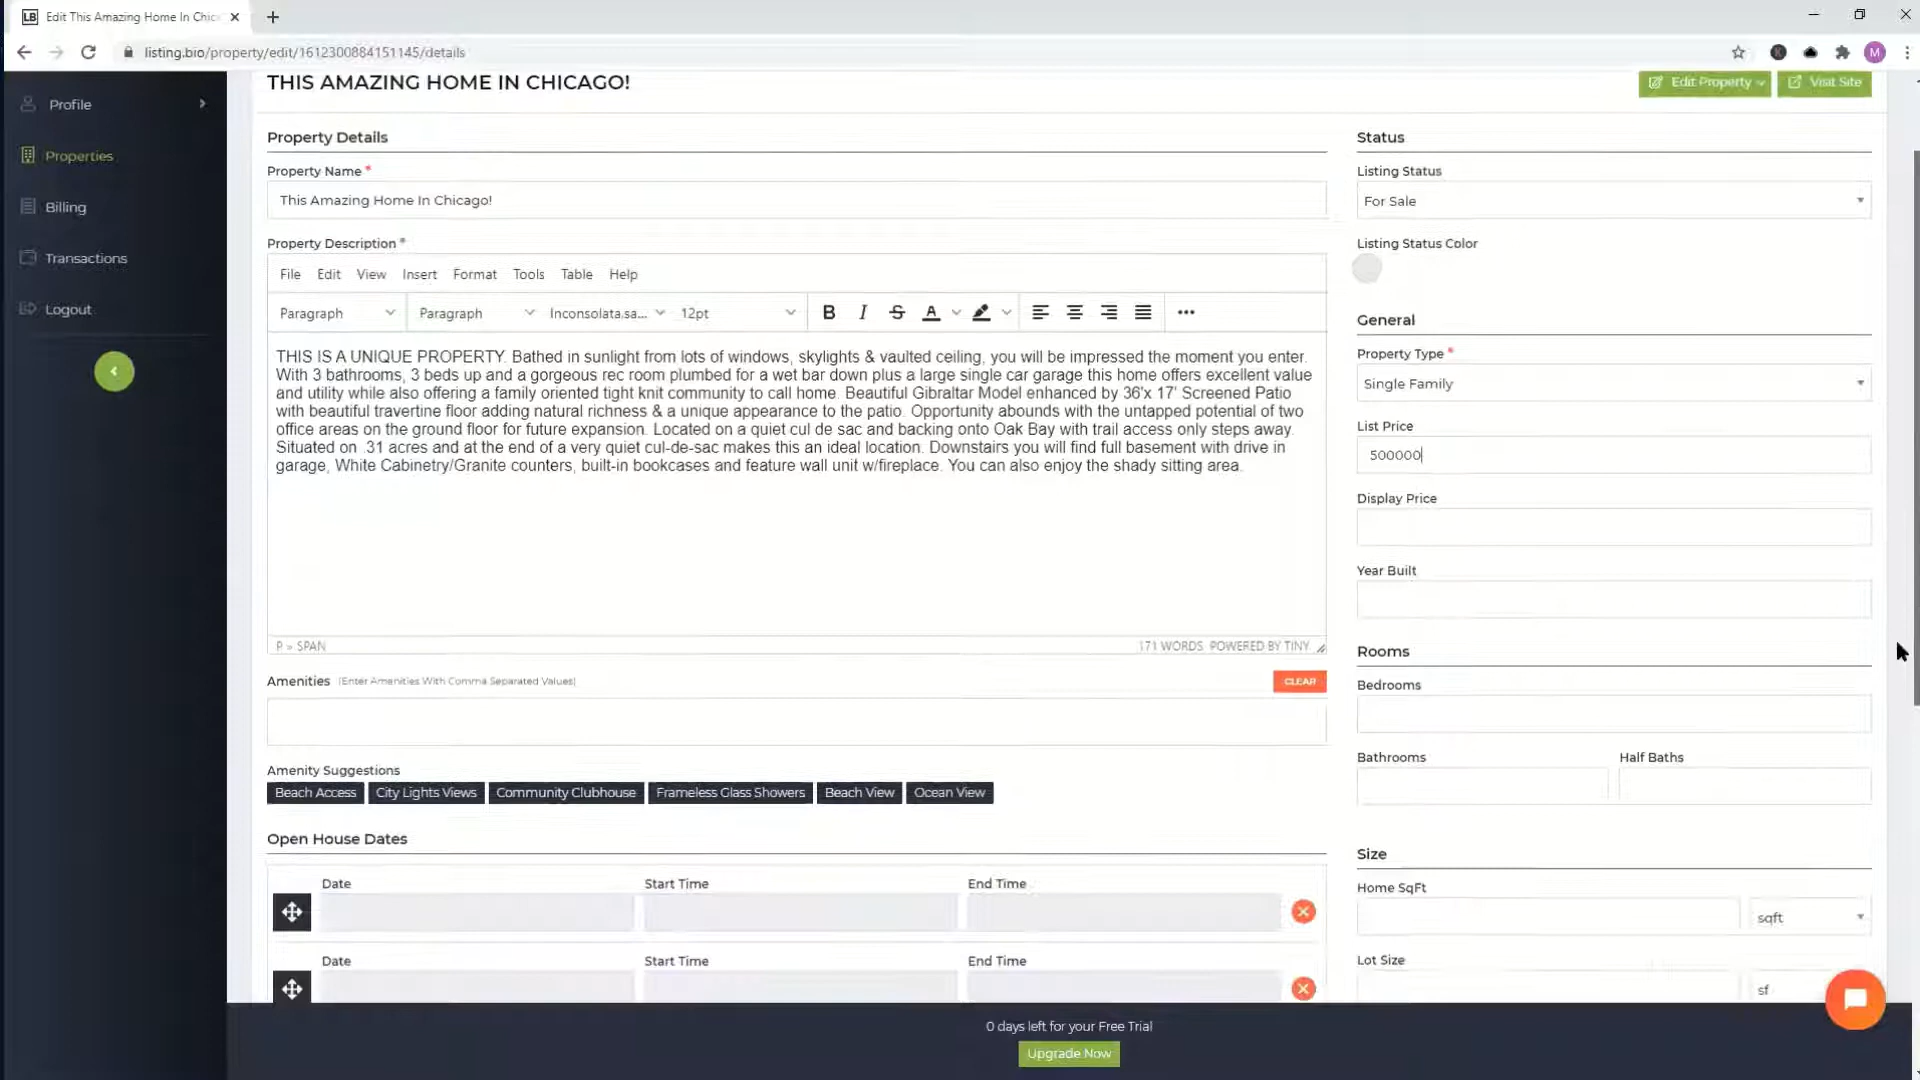 LB Edit This Amazing Home In Chic
listing.bio/property/edit/1612300884151145/details
M
Profile
Properties
Billing
Transactions
Logout
THIS AMAZING HOME IN CHICAGO!
Edit Property
Visit Site
Property Details
Property Name *
This Amazing Home In Chicago!
Property Description *
File Edit View Insert Format Tools Table Help
Paragraph Paragraph Inconsolata.sa... 12pt B I S A
THIS IS A UNIQUE PROPERTY. Bathed in sunlight from lots of windows, skylights & vaulted ceiling, you will be impressed the moment you enter.
With 3 bathrooms, 3 beds up and a gorgeous rec room plumbed for a wet bar down plus a large single car garage this home offers excellent value
and utility while also offering a family oriented tight knit community to call home. Beautiful Gibraltar Model enhanced by 36'x 17' Screened Patio
with beautiful travertine floor adding natural richness & a unique appearance to the patio. Opportunity abounds with the untapped potential of two
office areas on the ground floor for future expansion. Located on a quiet cul de sac and backing onto Oak Bay with trail access only steps away.
Situated on .31 acres and at the end of a very quiet cul-de-sac makes this an ideal location. Downstairs you will find full basement with drive in
garage, White Cabinetry/Granite counters, built-in bookcases and feature wall unit w/fireplace. You can also enjoy the shady sitting area.
P » SPAN
171 WORDS POWERED BY TINY
Amenities (Enter Amenities With Comma Separated Values)
CLEAR
Amenity Suggestions
Beach Access City Lights Views Community Clubhouse Frameless Glass Showers Beach View Ocean View
Open House Dates
Date Start Time End Time
Date Start Time End Time
Status
Listing Status
For Sale
Listing Status Color
General
Property Type *
Single Family
List Price
500000
Display Price
Year Built
Rooms
Bedrooms
Bathrooms Half Baths
Size
Home SqFt
sqft
Lot Size
sf
0 days left for your Free Trial
Upgrade Now